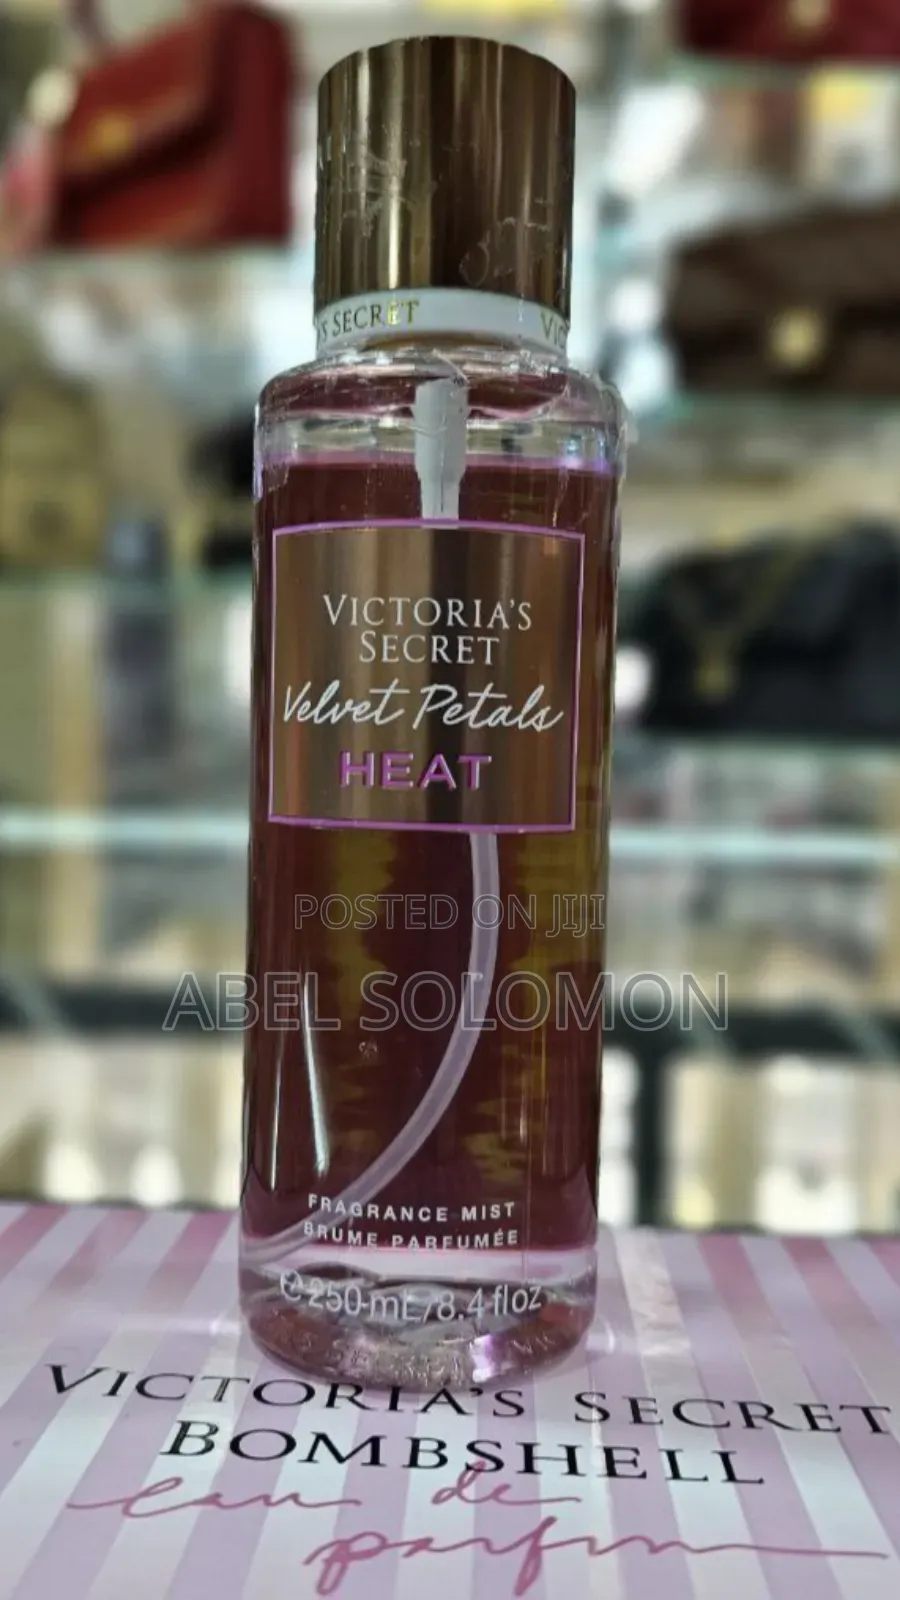 'S SECRET
VIC
VICTORIA'S
SECRET
Velvet Petals
HEAT
POSTED ON JIJI
ABEL SOLOMON
FRAGRANCE MIST
BRUME PARFUMÉE
℮ 250 mL/8.4 fl oz
VICTORIA'S SECRET
BOMBSHELL
eau de
parfum